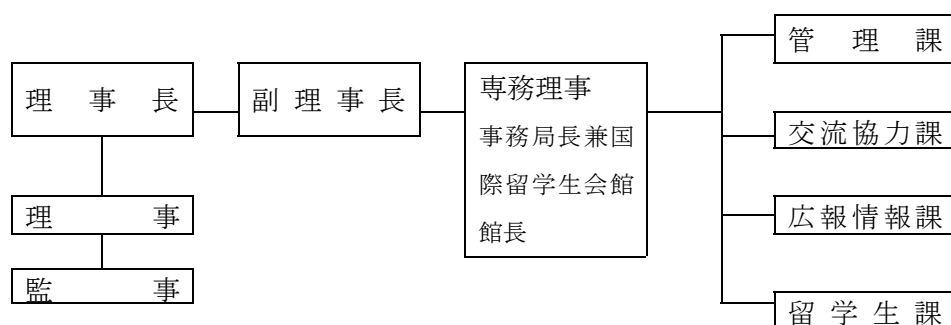 理事長
副理事長
専務理事
事務局長兼国
際留学生会館
館長
理事
監事
管理課
交流協力課
広報情報課
留学生課